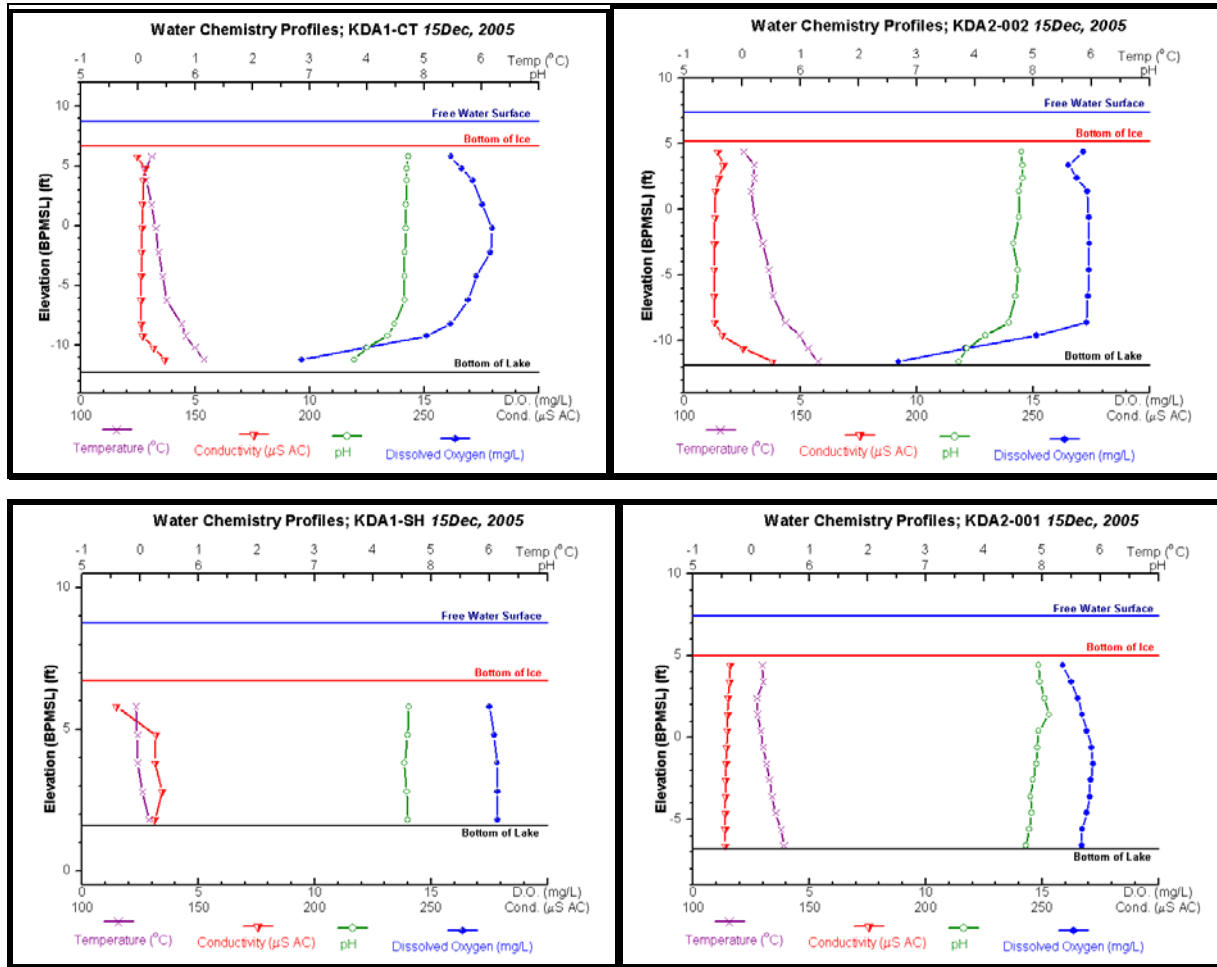 Water Chemistry Profiles; KDA1-CT 15Dec, 2005
-1 0 1 2 3 4 5 6 Temp (°C)
5 6 7 8 pH
10
Free Water Surface
Bottom of Ice
5
0
-5
-10
Elevation (BPMSL) (ft)
Bottom of Lake
0 5 10 15 D.O. (mg/L)
100 150 200 250 Cond. (µS AC)
Temperature (°C) Conductivity (µS AC) pH Dissolved Oxygen (mg/L)
Water Chemistry Profiles; KDA2-002 15Dec, 2005
-1 0 1 2 3 4 5 6 Temp (°C)
5 6 7 8 pH
10
Free Water Surface
Bottom of Ice
5
0
-5
-10
Elevation (BPMSL) (ft)
Bottom of Lake
0 5 10 15 D.O. (mg/L)
100 150 200 250 Cond. (µS AC)
Temperature (°C) Conductivity (µS AC) pH Dissolved Oxygen (mg/L)
Water Chemistry Profiles; KDA1-SH 15Dec, 2005
-1 0 1 2 3 4 5 6 Temp (°C)
5 6 7 8 pH
10
Free Water Surface
Bottom of Ice
5
Elevation (BPMSL) (ft)
Bottom of Lake
0
0 5 10 15 D.O. (mg/L)
100 150 200 250 Cond. (µS AC)
Temperature (°C) Conductivity (µS AC) pH Dissolved Oxygen (mg/L)
Water Chemistry Profiles; KDA2-001 15Dec, 2005
-1 0 1 2 3 4 5 6 Temp (°C)
5 6 7 8 pH
10
Free Water Surface
Bottom of Ice
5
0
-5
Elevation (BPMSL) (ft)
Bottom of Lake
0 5 10 15 D.O. (mg/L)
100 150 200 250 Cond. (µS AC)
Temperature (°C) Conductivity (µS AC) pH Dissolved Oxygen (mg/L)